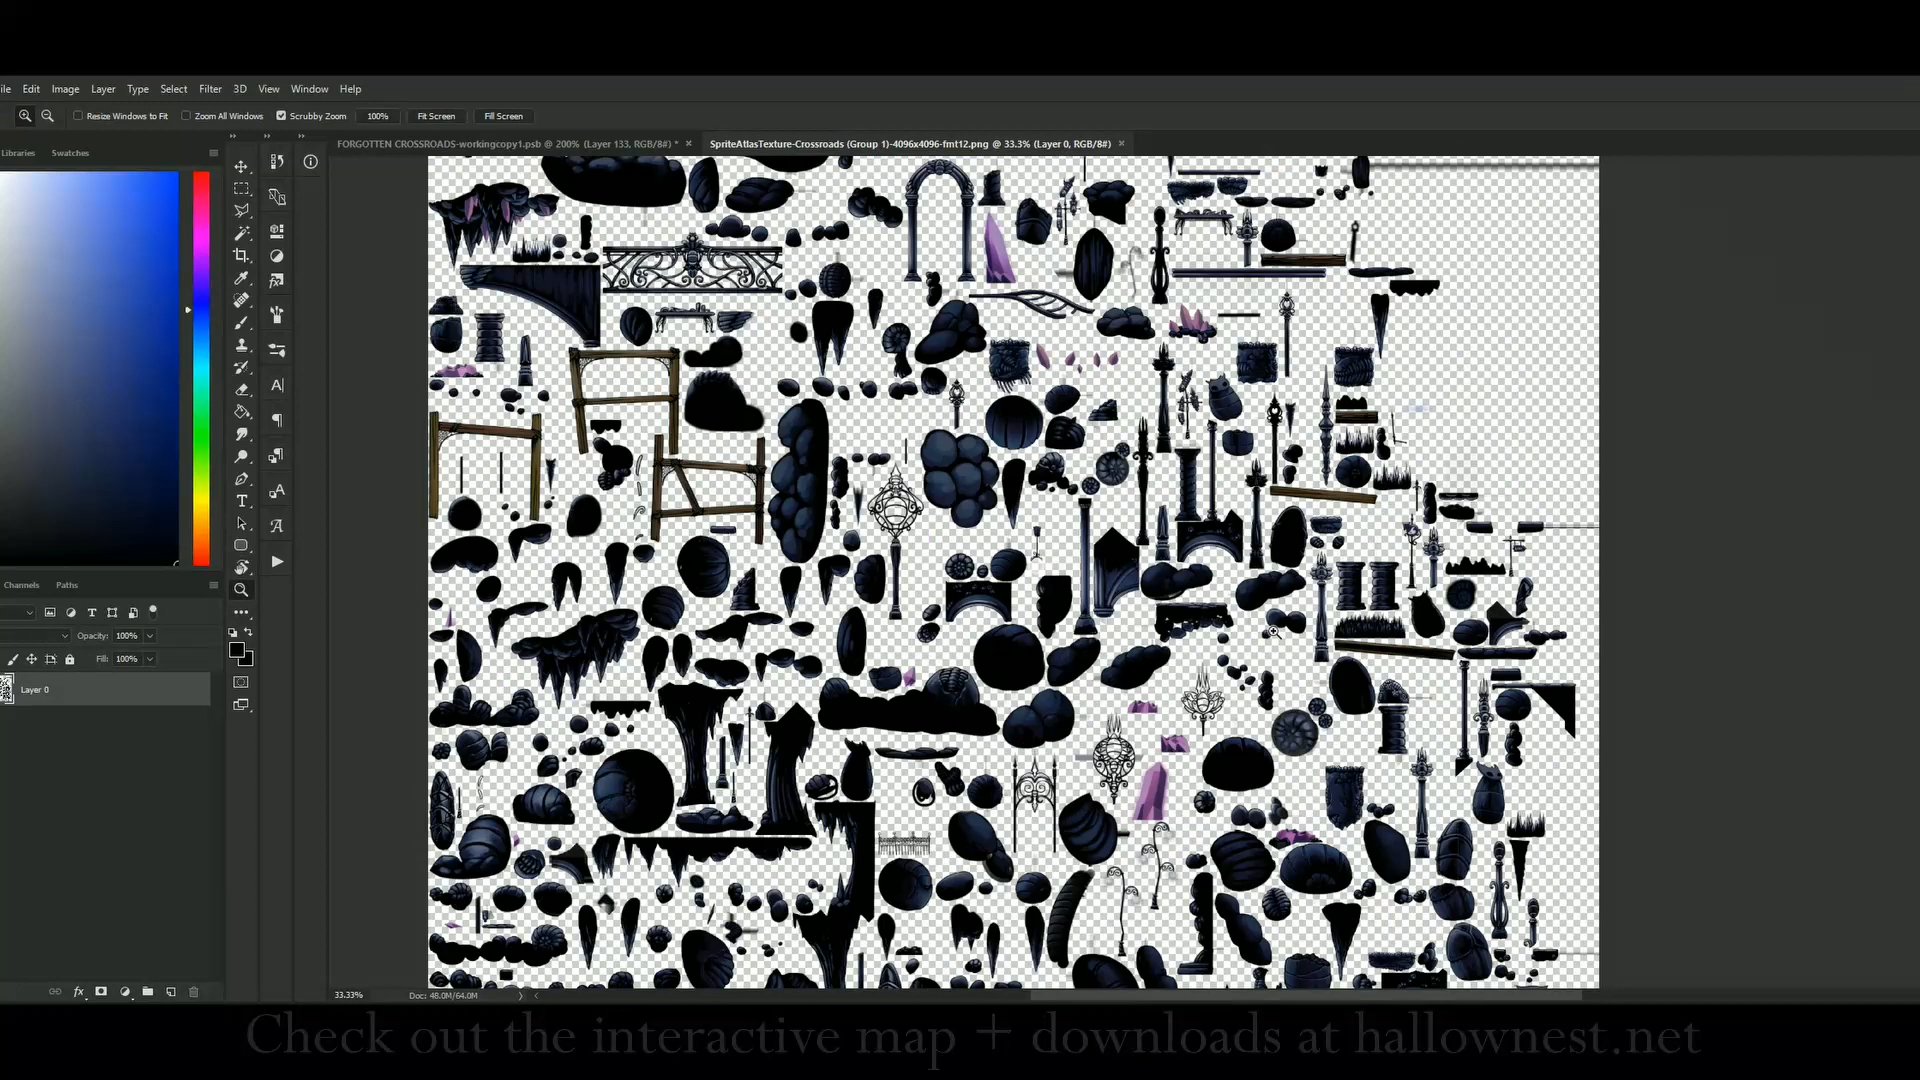 ile Edit Image Layer Type Select Filter 3D View Window Help
Resize Windows to Fit Zoom All Windows Scrubby Zoom 100% Fit Screen Fill Screen
FORGOTTEN CROSSROADS-workingcopy1.psb @ 200% (Layer 133, RGB/8#) * SpriteAtlasTexture-Crossroads (Group 1)-4096x4096-fmt12.png @ 33.3% (Layer 0, RGB/8#)
Libraries Swatches
Channels Paths
Opacity: 100%
Fill: 100%
Layer 0
33.33% Doc: 48.0M/64.0M
Check out the interactive map + downloads at hallownest.net